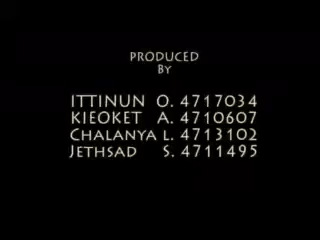 PRODUCED
By
ITTINUN O. 4717034
KIEOKET A. 4710607
Chalanya L. 4713102
Jethsad S. 4711495